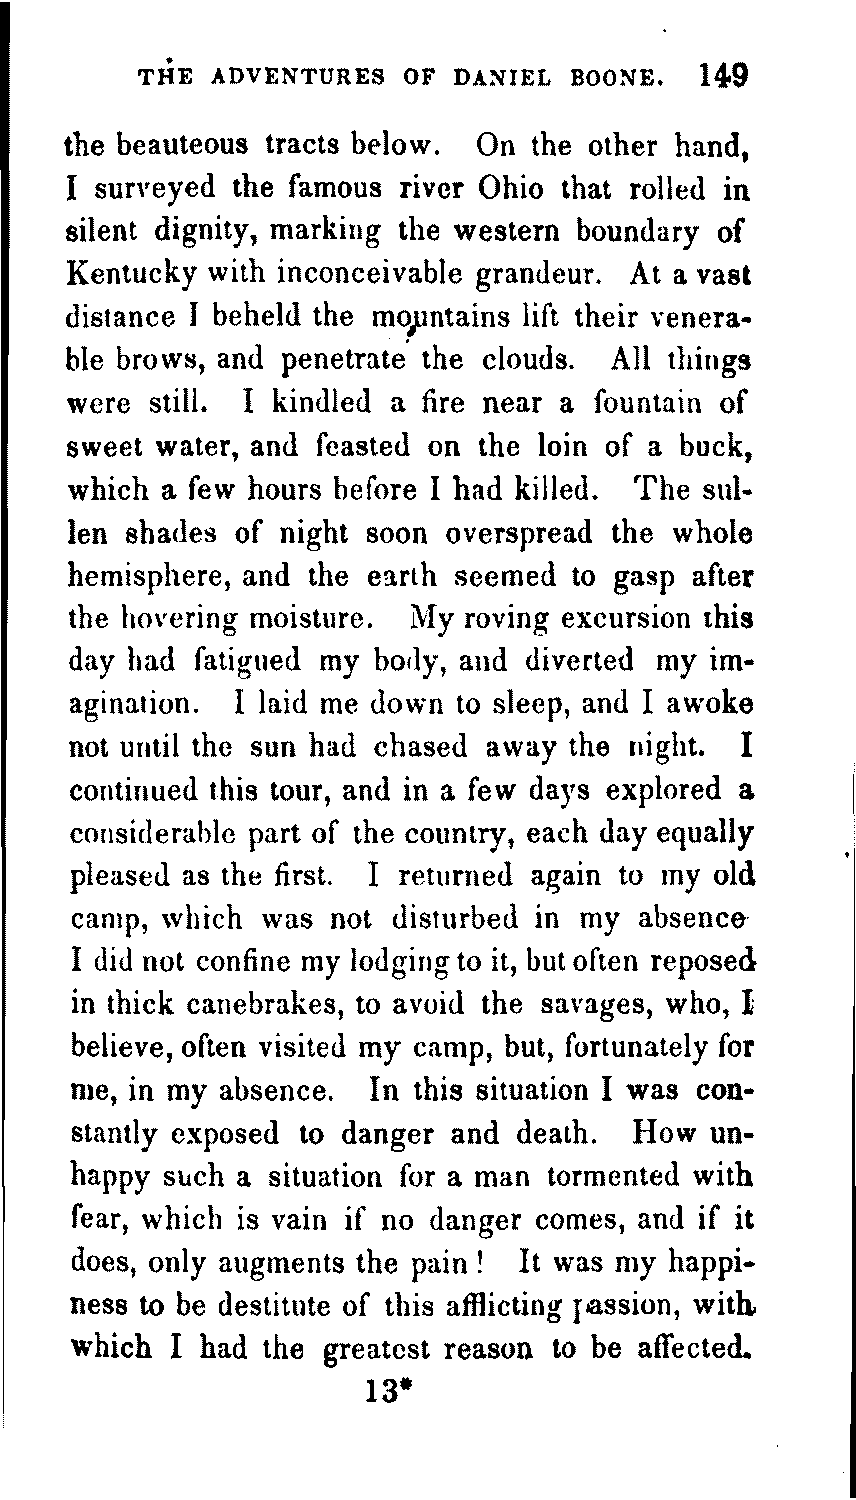 THE ADVENTURES OF DANIEL BOONE. 149
the beauteous tracts below. On the other hand,
I surveyed the famous river Ohio that rolled in
silent dignity, marking the western boundary of
Kentucky with inconceivable grandeur. At a vast
distance I beheld the mountains lift their venera-
ble brows, and penetrate the clouds. All things
were still. I kindled a fire near a fountain of
sweet water, and feasted on the loin of a buck,
which a few hours before I had killed. The sul-
len shades of night soon overspread the whole
hemisphere, and the earth seemed to gasp after
the hovering moisture. My roving excursion this
day had fatigued my body, and diverted my im-
agination. I laid me down to sleep, and I awoke
not until the sun had chased away the night. I
continued this tour, and in a few days explored a
considerable part of the country, each day equally
pleased as the first. I returned again to my old
camp, which was not disturbed in my absence
I did not confine my lodging to it, but often reposed
in thick canebrakes, to avoid the savages, who, I
believe, often visited my camp, but, fortunately for
me, in my absence. In this situation I was con-
stantly exposed to danger and death. How un-
happy such a situation for a man tormented with
fear, which is vain if no danger comes, and if it
does, only augments the pain! It was my happi-
ness to be destitute of this afflicting passion, with
which I had the greatest reason to be affected.
13*